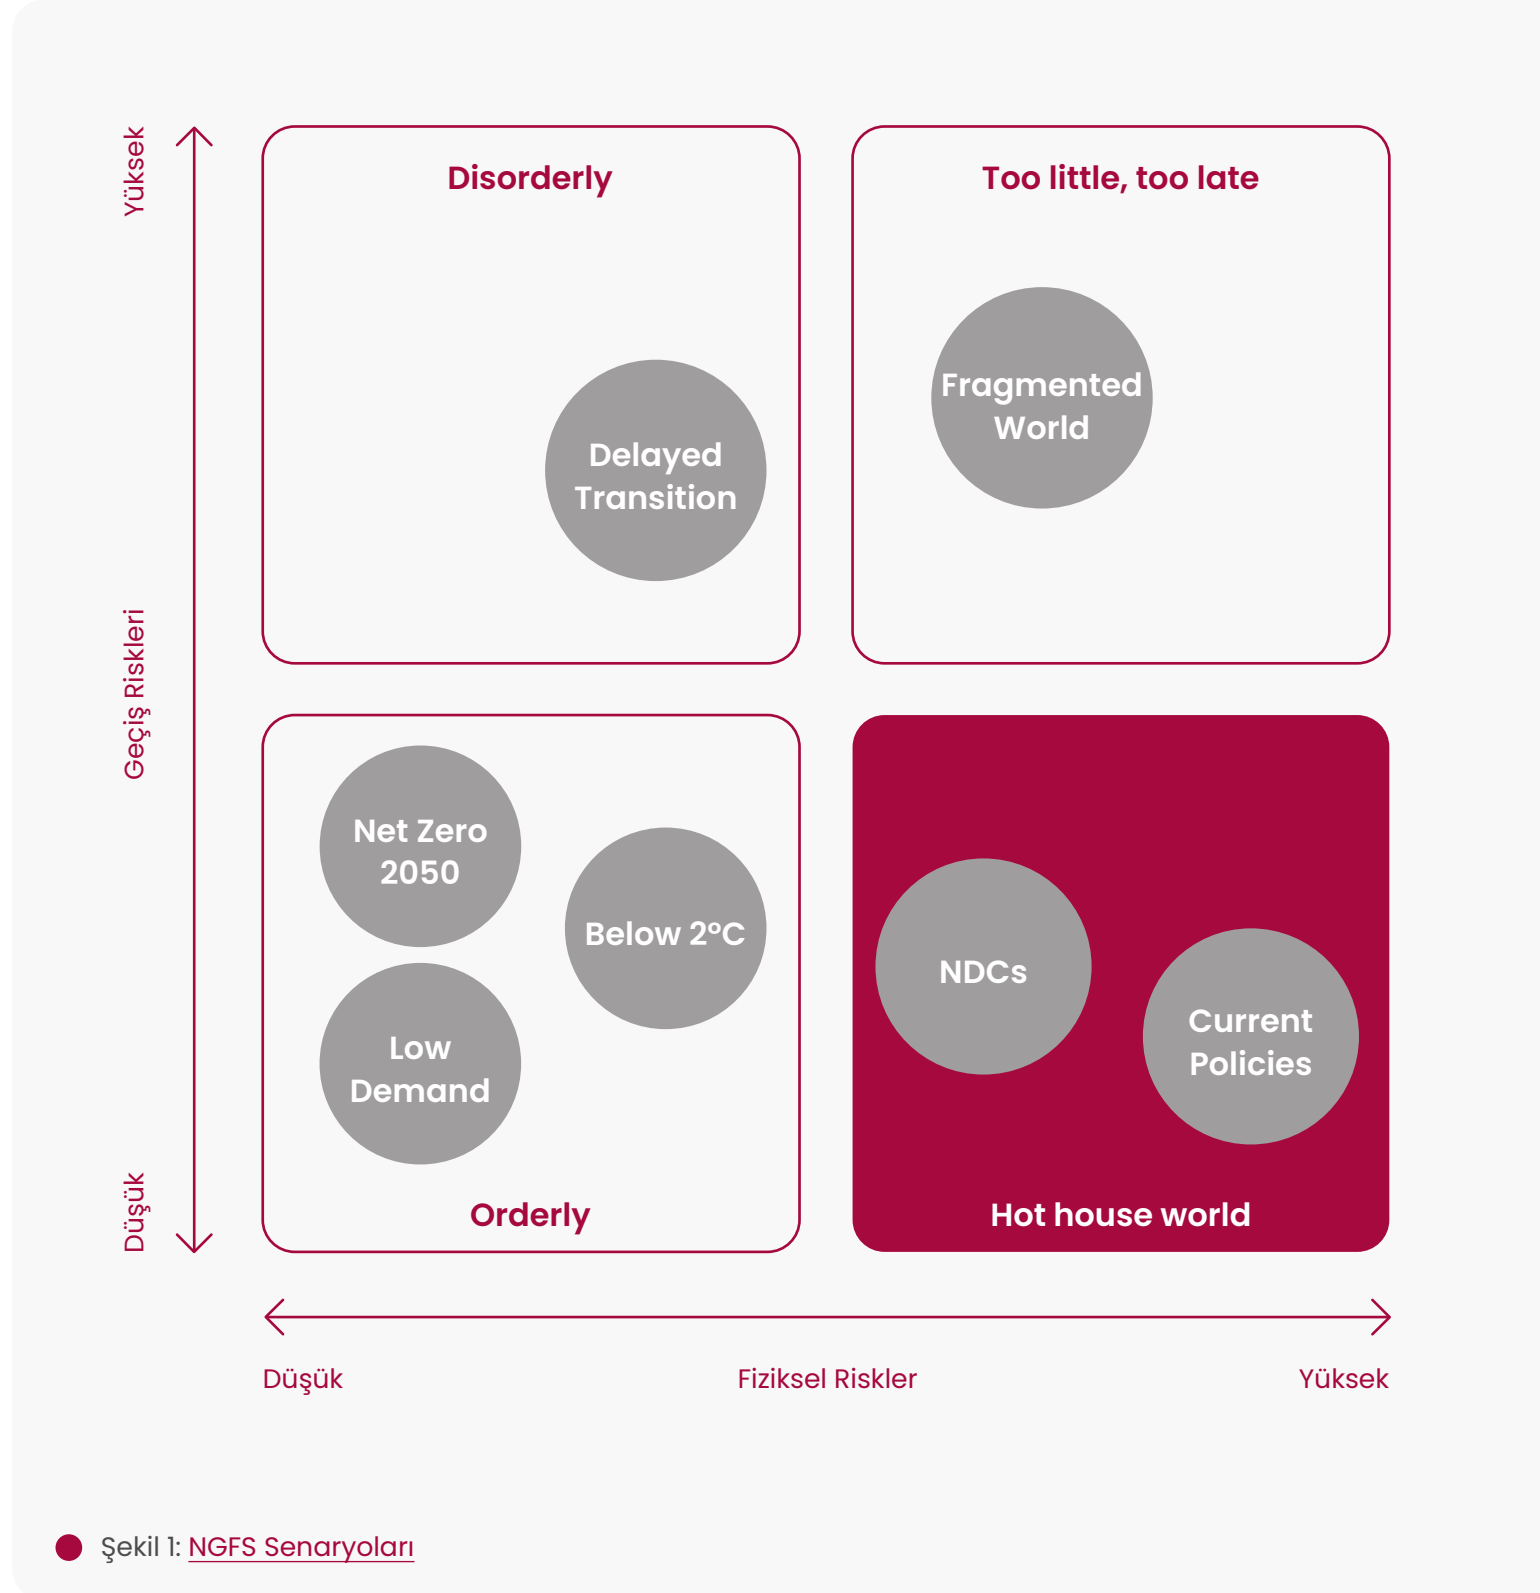 Yüksek
Geçiş Riskleri
Düşük
Disorderly
Delayed
Transition
Too little, too late
Fragmented
World
Net Zero
2050
Below 2°C
Low
Demand
Orderly
NDCs
Current
Policies
Hot house world
Düşük
Fiziksel Riskler
Yüksek
Şekil 1: NGFS Senaryoları